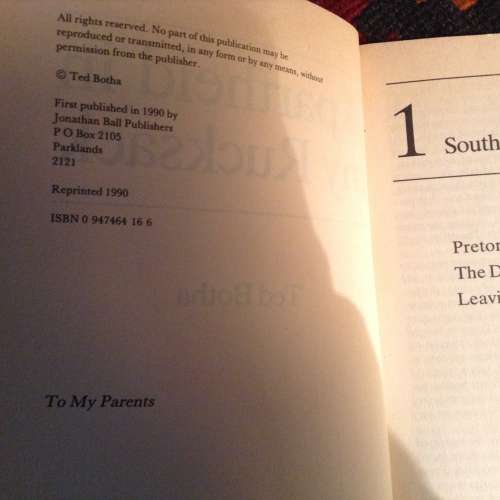 All rights reserved. No part of this publication may be
reproduced or transmitted, in any form or by any means, without
permission from the publisher.
© Ted Botha
First published in 1990 by
Jonathan Ball Publishers
P O Box 2105
Parklands
2121
Reprinted 1990
ISBN 0 947464 16 6
To My Parents
1
South
Pretor
The D
Leavi